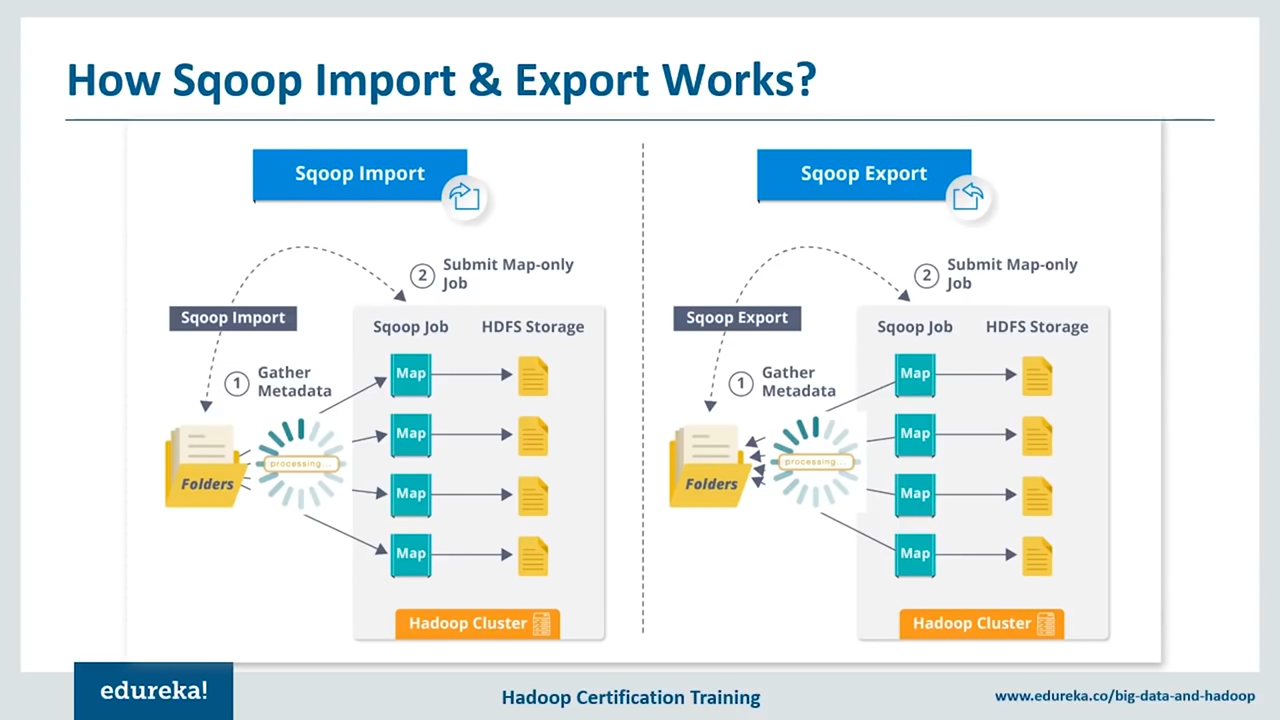 How Sqoop Import & Export Works?
Sqoop Import
2
Submit Map-only
Job
Sqoop Import
Sqoop Job
HDFS Storage
1
Gather
Metadata
Map
Map
Map
Map
processing...
Folders
Hadoop Cluster
Sqoop Export
2
Submit Map-only
Job
Sqoop Export
Sqoop Job
HDFS Storage
1
Gather
Metadata
Map
Map
Map
Map
processing...
Folders
Hadoop Cluster
edureka!
Hadoop Certification Training
www.edureka.co/big-data-and-hadoop